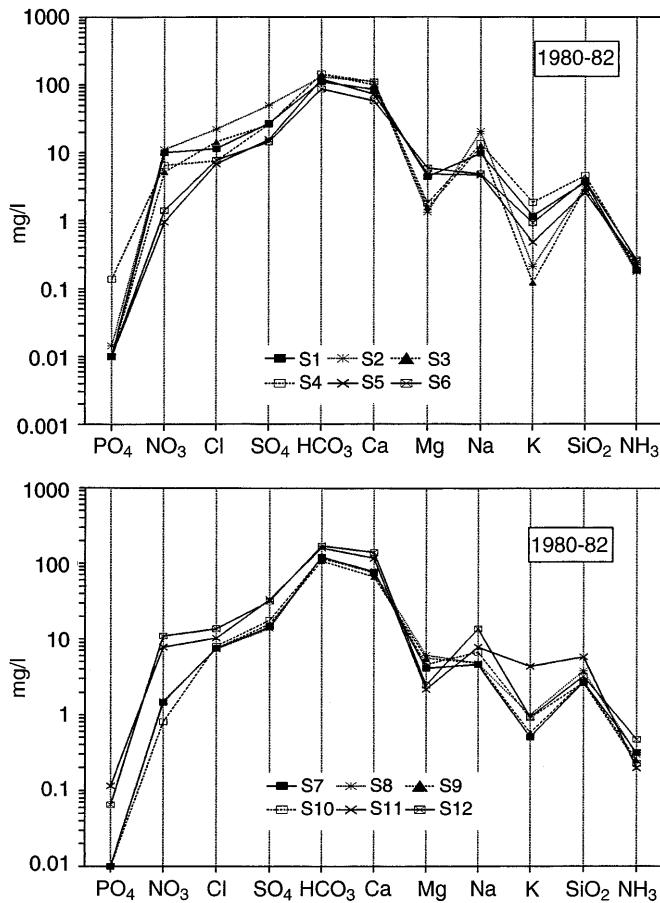 1000
1980-82
100
10
mg/l
1
0.1
0.01
S1 S2 S3
S4 S5 S6
0.001
PO₄ NO₃ Cl SO₄ HCO₃ Ca Mg Na K SiO₂ NH₃
1000
1980-82
100
10
mg/l
1
0.1
S7 S8 S9
S10 S11 S12
0.01
PO₄ NO₃ Cl SO₄ HCO₃ Ca Mg Na K SiO₂ NH₃